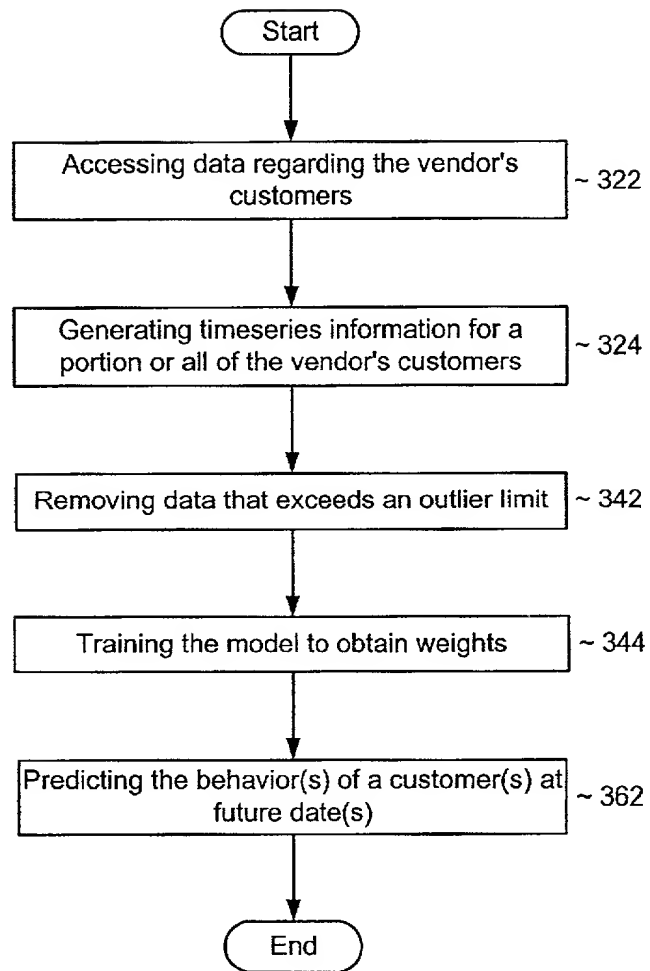 Start
Accessing data regarding the vendor's
customers
~ 322
Generating timeseries information for a
portion or all of the vendor's customers
~ 324
Removing data that exceeds an outlier limit
~ 342
Training the model to obtain weights
~ 344
Predicting the behavior(s) of a customer(s) at
future date(s)
~ 362
End